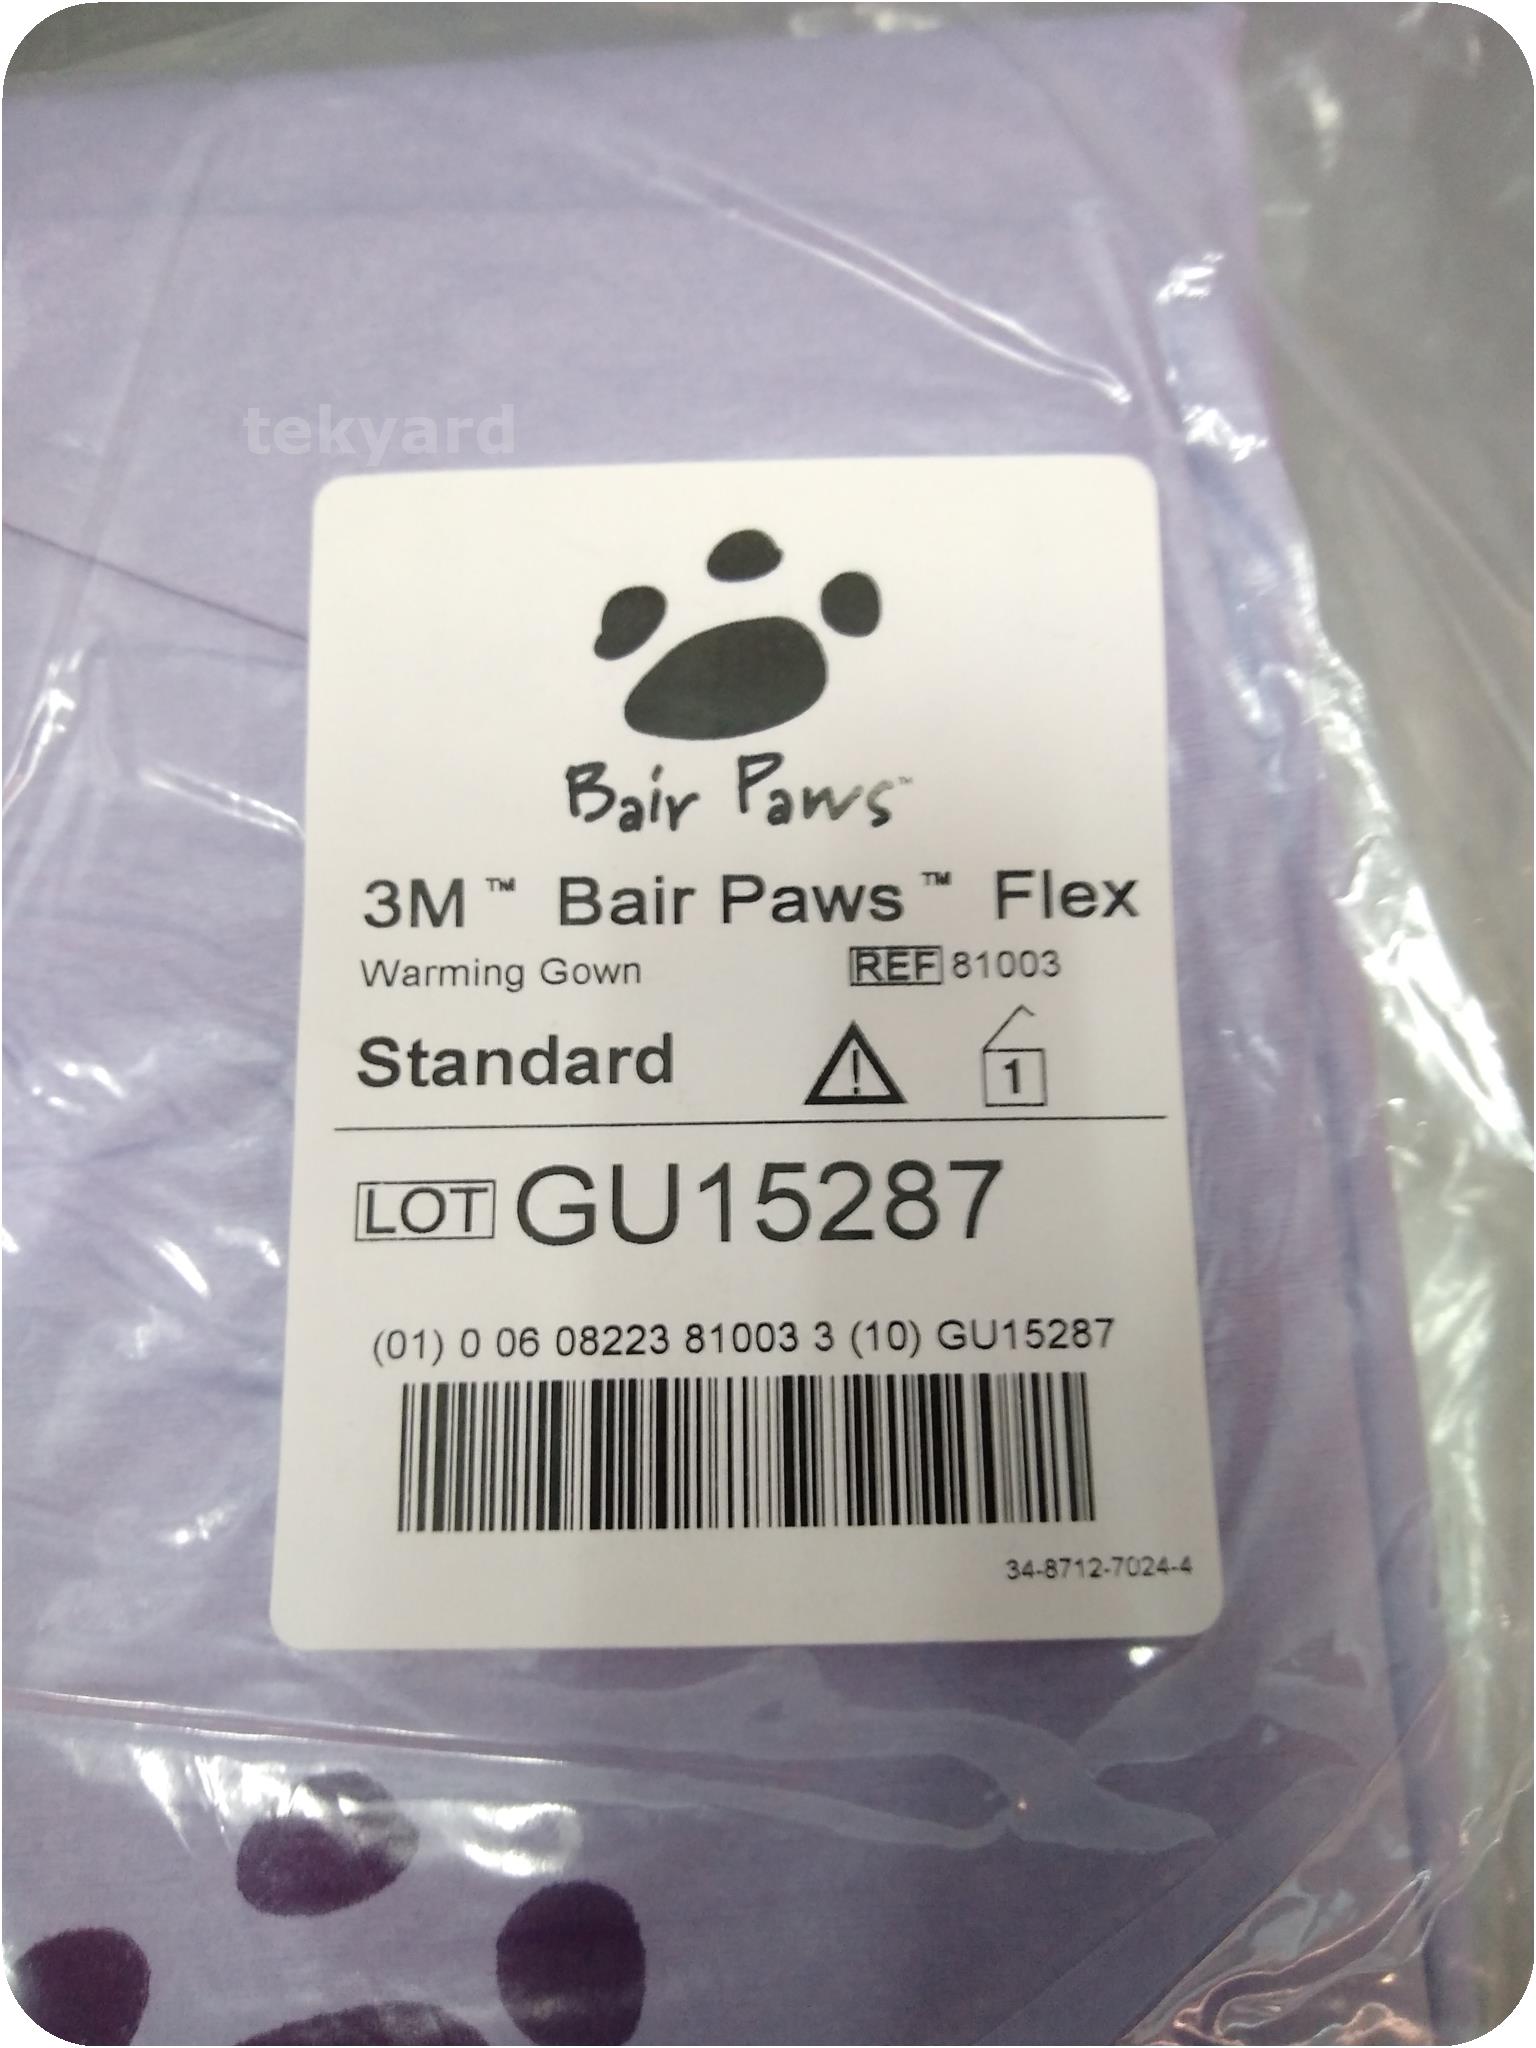 tekyard
Bair Paws™
3M™ Bair Paws™ Flex
Warming Gown REF 81003
Standard 1
LOT GU15287
(01) 0 06 08223 81003 3 (10) GU15287
34-8712-7024-4